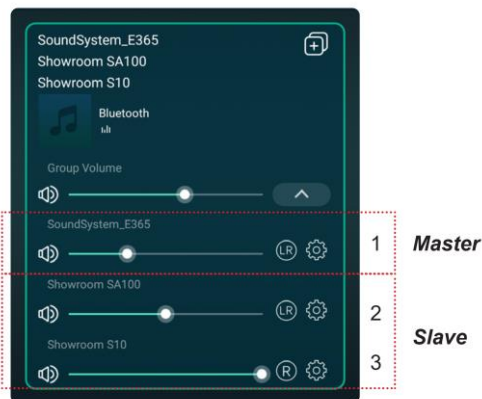 SoundSystem_E365
Showroom SA100
Showroom S10
Bluetooth
Group Volume
SoundSystem_E365
LR
1
Master
Showroom SA100
LR
2
Slave
Showroom S10
R
3